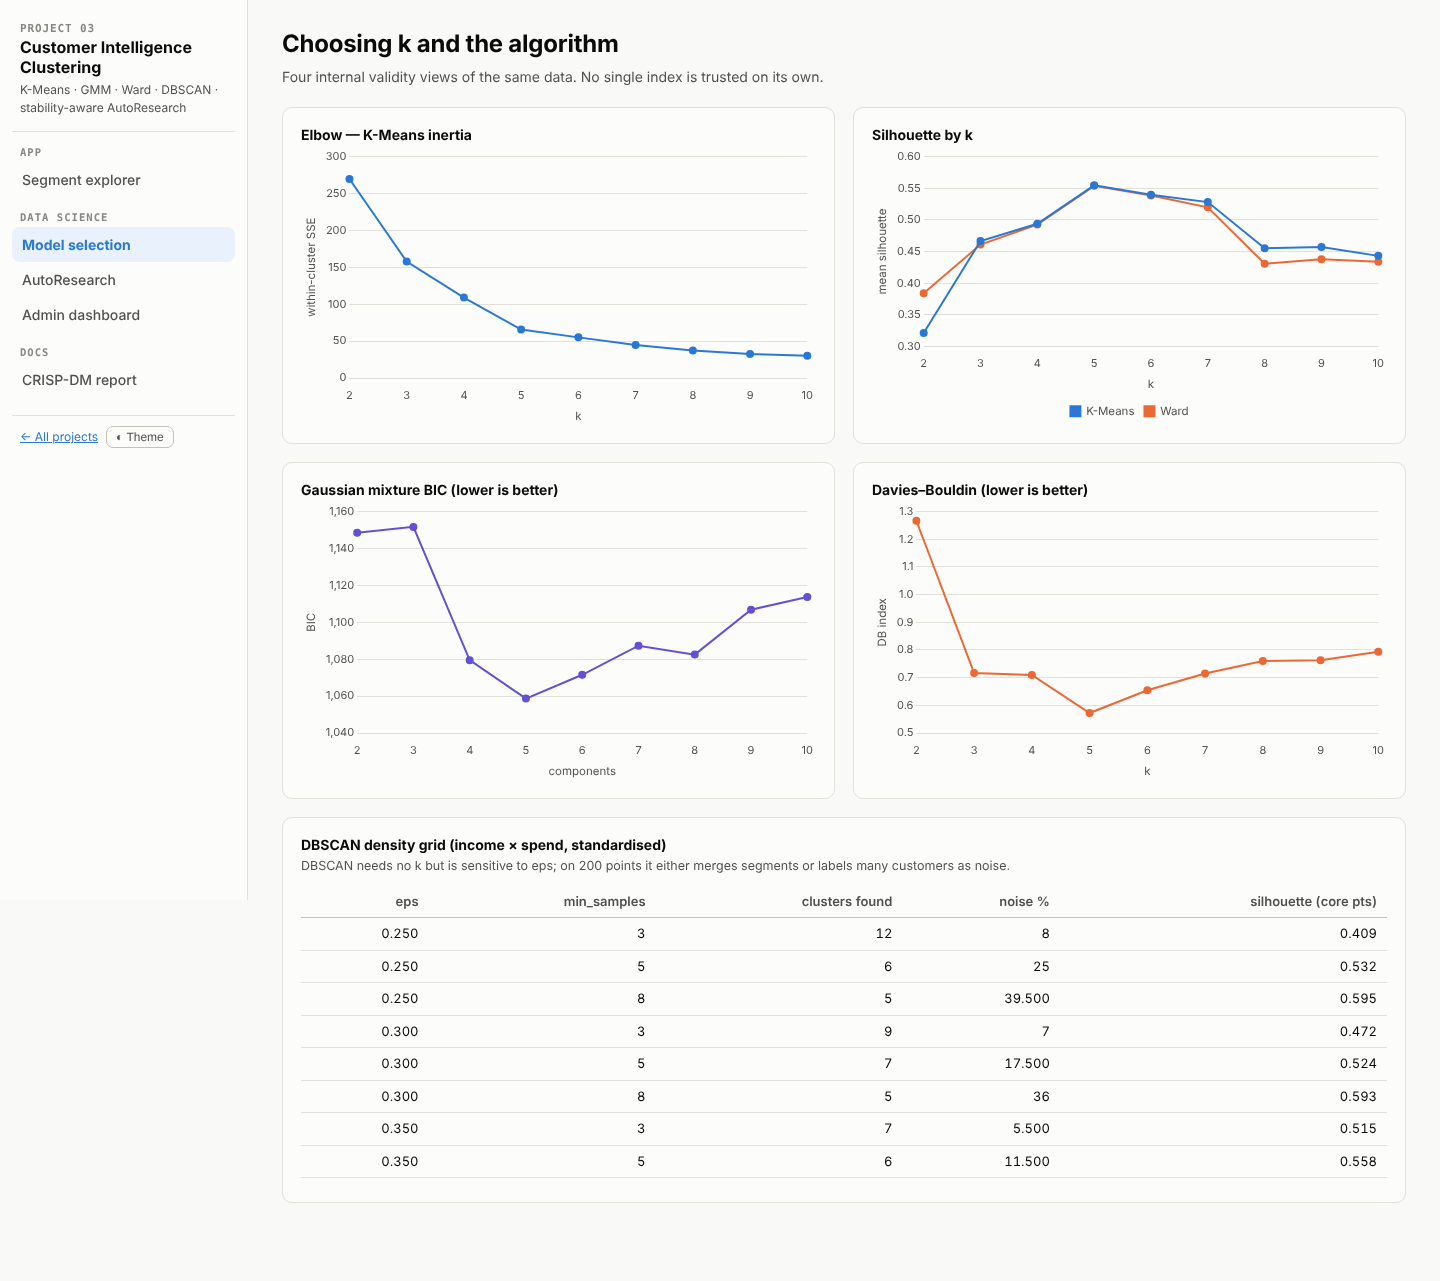 PROJECT 03
Customer Intelligence
Clustering
K-Means · GMM · Ward · DBSCAN ·
stability-aware AutoResearch
APP
Segment explorer
DATA SCIENCE
Model selection
AutoResearch
Admin dashboard
DOCS
CRISP-DM report
← All projects
Theme
Choosing k and the algorithm
Four internal validity views of the same data. No single index is trusted on its own.
Elbow — K-Means inertia
300
250
200
150
100
50
0
within-cluster SSE
2 3 4 5 6 7 8 9 10
k
Silhouette by k
0.60
0.55
0.50
0.45
0.40
0.35
0.30
mean silhouette
2 3 4 5 6 7 8 9 10
k
K-Means Ward
Gaussian mixture BIC (lower is better)
1,160
1,140
1,120
1,100
1,080
1,060
1,040
BIC
2 3 4 5 6 7 8 9 10
components
Davies–Bouldin (lower is better)
1.3
1.2
1.1
1.0
0.9
0.8
0.7
0.6
0.5
DB index
2 3 4 5 6 7 8 9 10
k
DBSCAN density grid (income × spend, standardised)
DBSCAN needs no k but is sensitive to eps; on 200 points it either merges segments or labels many customers as noise.
eps min_samples clusters found noise % silhouette (core pts)
0.250 3 12 8 0.409
0.250 5 6 25 0.532
0.250 8 5 39.500 0.595
0.300 3 9 7 0.472
0.300 5 7 17.500 0.524
0.300 8 5 36 0.593
0.350 3 7 5.500 0.515
0.350 5 6 11.500 0.558